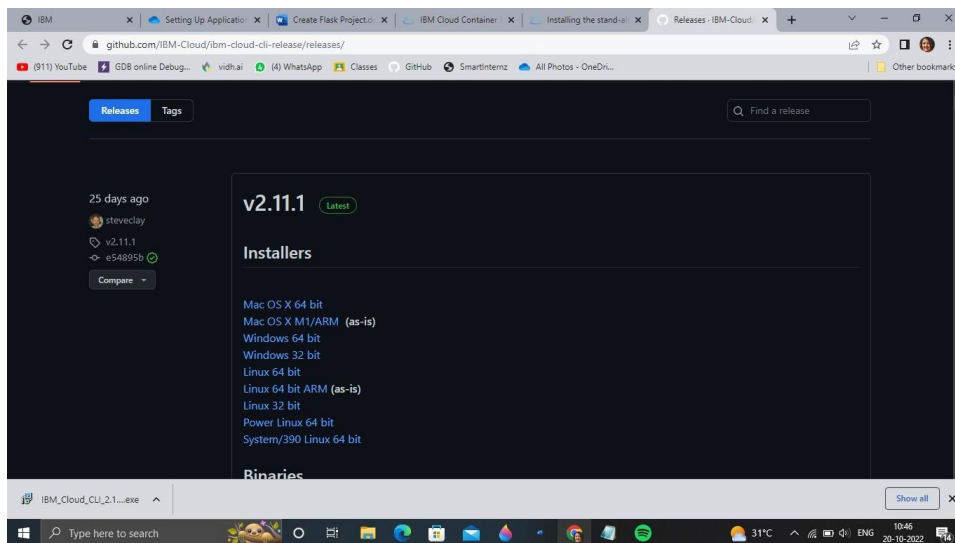 IBM
Setting Up Application
Create Flask Project.d
IBM Cloud Container
Installing the stand-al
Releases · IBM-Cloud
github.com/IBM-Cloud/ibm-cloud-cli-release/releases/
(911) YouTube
GDB online Debug...
vidh.ai
(4) WhatsApp
Classes
GitHub
SmartInternz
All Photos - OneDri...
Other bookmark
Releases
Tags
Find a release
25 days ago
steveclay
v2.11.1
e54895b
Compare
v2.11.1
Latest
Installers
Mac OS X 64 bit
Mac OS X M1/ARM (as-is)
Windows 64 bit
Windows 32 bit
Linux 64 bit
Linux 64 bit ARM (as-is)
Linux 32 bit
Power Linux 64 bit
System/390 Linux 64 bit
Binaries
IBM_Cloud_CLI_2.1....exe
Show all
Type here to search
31°C
ENG
10:46
20-10-2022
14